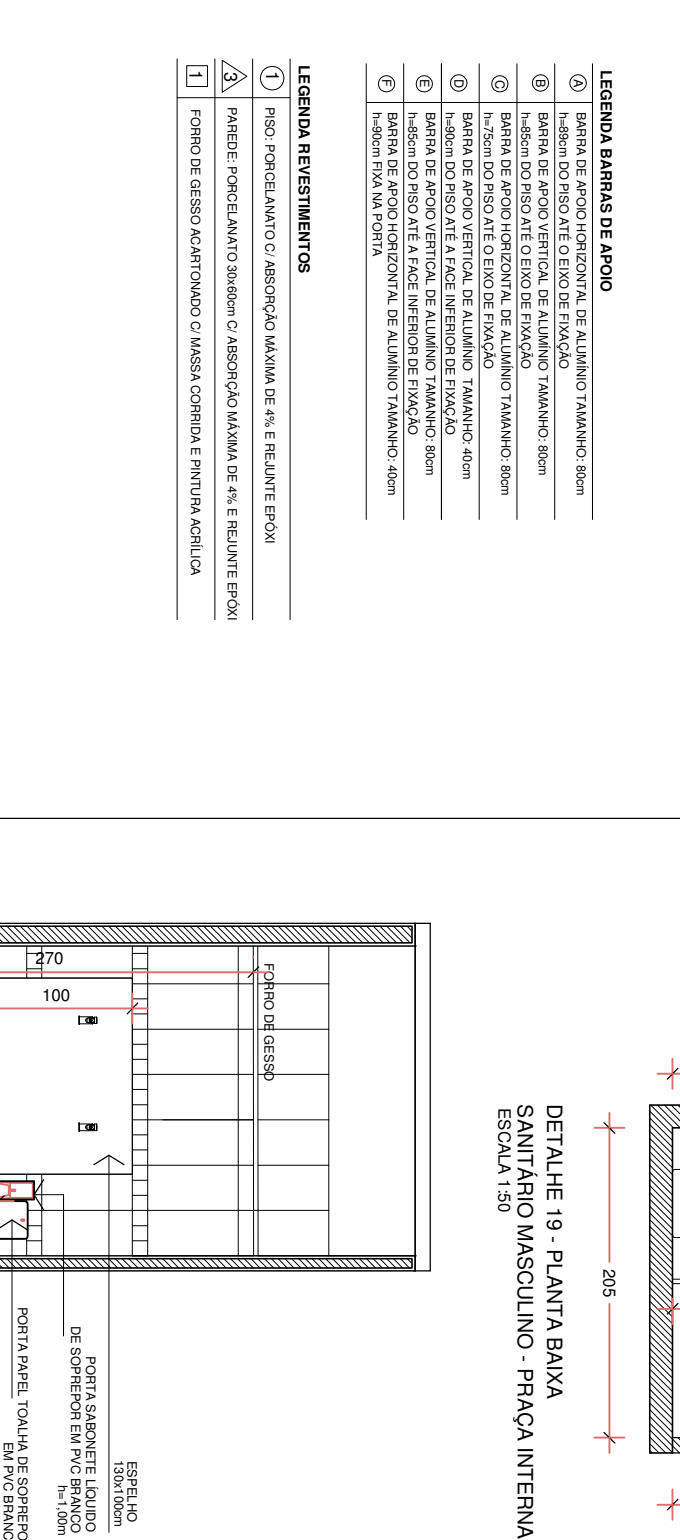 LEGENDA BARRAS DE APOIO
A BARRA DE APOIO HORIZONTAL DE ALUMÍNIO TAMANHO: 80cm
h=89cm DO PISO ATÉ O EIXO DE FIXAÇÃO
B BARRA DE APOIO VERTICAL DE ALUMÍNIO TAMANHO: 80cm
h=85cm DO PISO ATÉ O EIXO DE FIXAÇÃO
C BARRA DE APOIO HORIZONTAL DE ALUMÍNIO TAMANHO: 80cm
h=75cm DO PISO ATÉ O EIXO DE FIXAÇÃO
D BARRA DE APOIO VERTICAL DE ALUMÍNIO TAMANHO: 40cm
h=90cm DO PISO ATÉ A FACE INFERIOR DE FIXAÇÃO
E BARRA DE APOIO VERTICAL DE ALUMÍNIO TAMANHO: 80cm
h=85cm DO PISO ATÉ A FACE INFERIOR DE FIXAÇÃO
F BARRA DE APOIO HORIZONTAL DE ALUMÍNIO TAMANHO: 40cm
h=90cm FIXA NA PORTA
LEGENDA REVESTIMENTOS
1 PISO: PORCELANATO C/ ABSORÇÃO MÁXIMA DE 4% E REJUNTE EPÓXI
3 PAREDE: PORCELANATO 30x60cm C/ ABSORÇÃO MÁXIMA DE 4% E REJUNTE EPÓXI
1 FORRO DE GESSO ACARTONADO C/ MASSA CORRIDA E PINTURA ACRÍLICA
205
DETALHE 19 - PLANTA BAIXA
SANITÁRIO MASCULINO - PRAÇA INTERNA
ESCALA 1:50
FORRO DE GESSO
270
100
ESPELHO
130x100cm
PORTA SABONETE LÍQUIDO
DE SOPREPOR EM PVC BRANCO
h=1,00m
PORTA PAPEL TOALHA DE SOPREPO
EM PVC BRANC